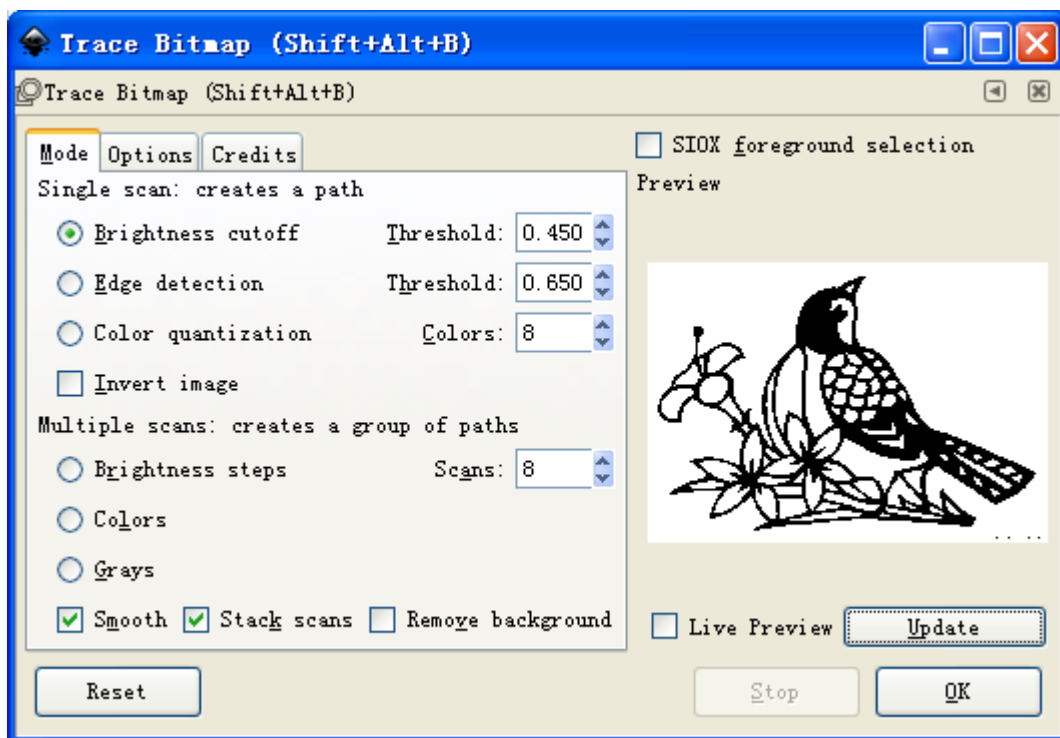 Trace Bitmap (Shift+Alt+B)
Trace Bitmap (Shift+Alt+B)
Mode Options Credits
SIOX foreground selection
Single scan: creates a path
Preview
Brightness cutoff Threshold: 0.450
Edge detection Threshold: 0.650
Color quantization Colors: 8
Invert image
Multiple scans: creates a group of paths
Brightness steps Scans: 8
Colors
Grays
Smooth Stack scans Remove background
Live Preview Update
Reset Stop OK